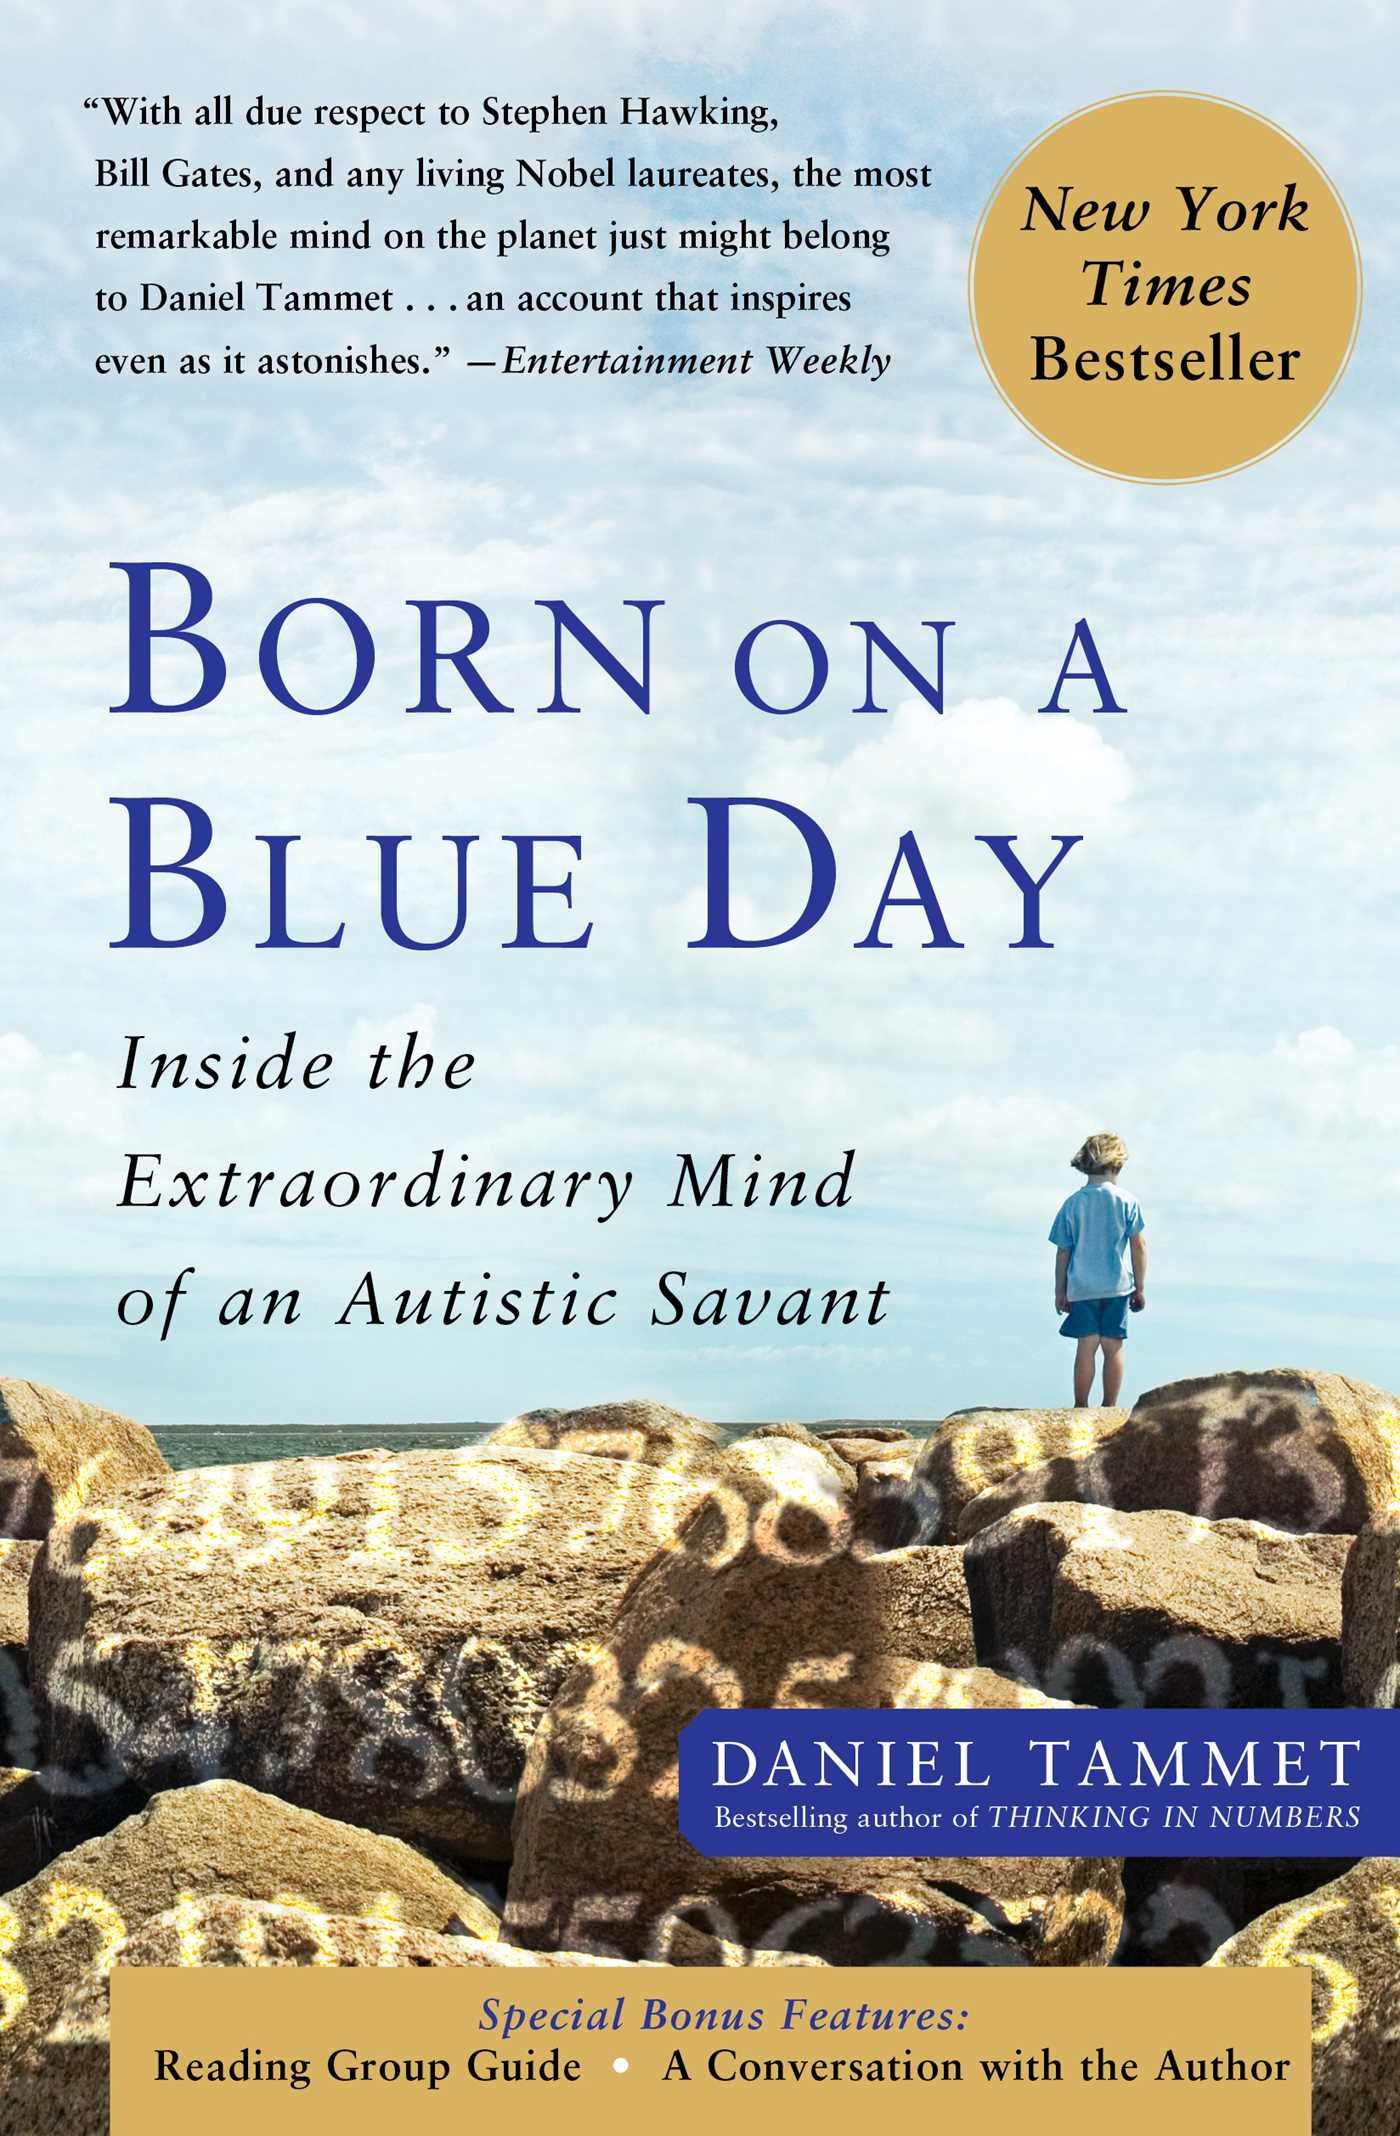 “With all due respect to Stephen Hawking,
Bill Gates, and any living Nobel laureates, the most
remarkable mind on the planet just might belong
to Daniel Tammet . . . an account that inspires
even as it astonishes.” —Entertainment Weekly
New York
Times
Bestseller
BORN ON A
BLUE DAY
Inside the
Extraordinary Mind
of an Autistic Savant
DANIEL TAMMET
Bestselling author of THINKING IN NUMBERS
Special Bonus Features:
Reading Group Guide • A Conversation with the Author